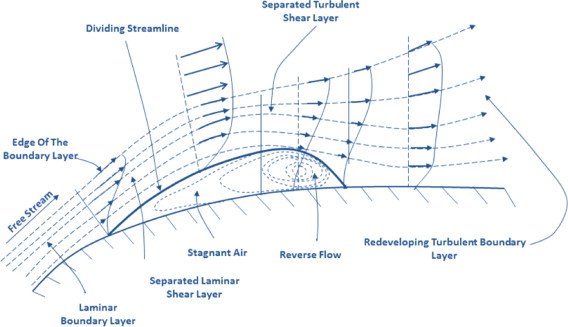 Separated Turbulent
Shear Layer
Dividing Streamline
Edge Of The
Boundary Layer
Free Stream
Stagnant Air
Reverse Flow
Redeveloping Turbulent Boundary
Layer
Separated Laminar
Shear Layer
Laminar
Boundary Layer